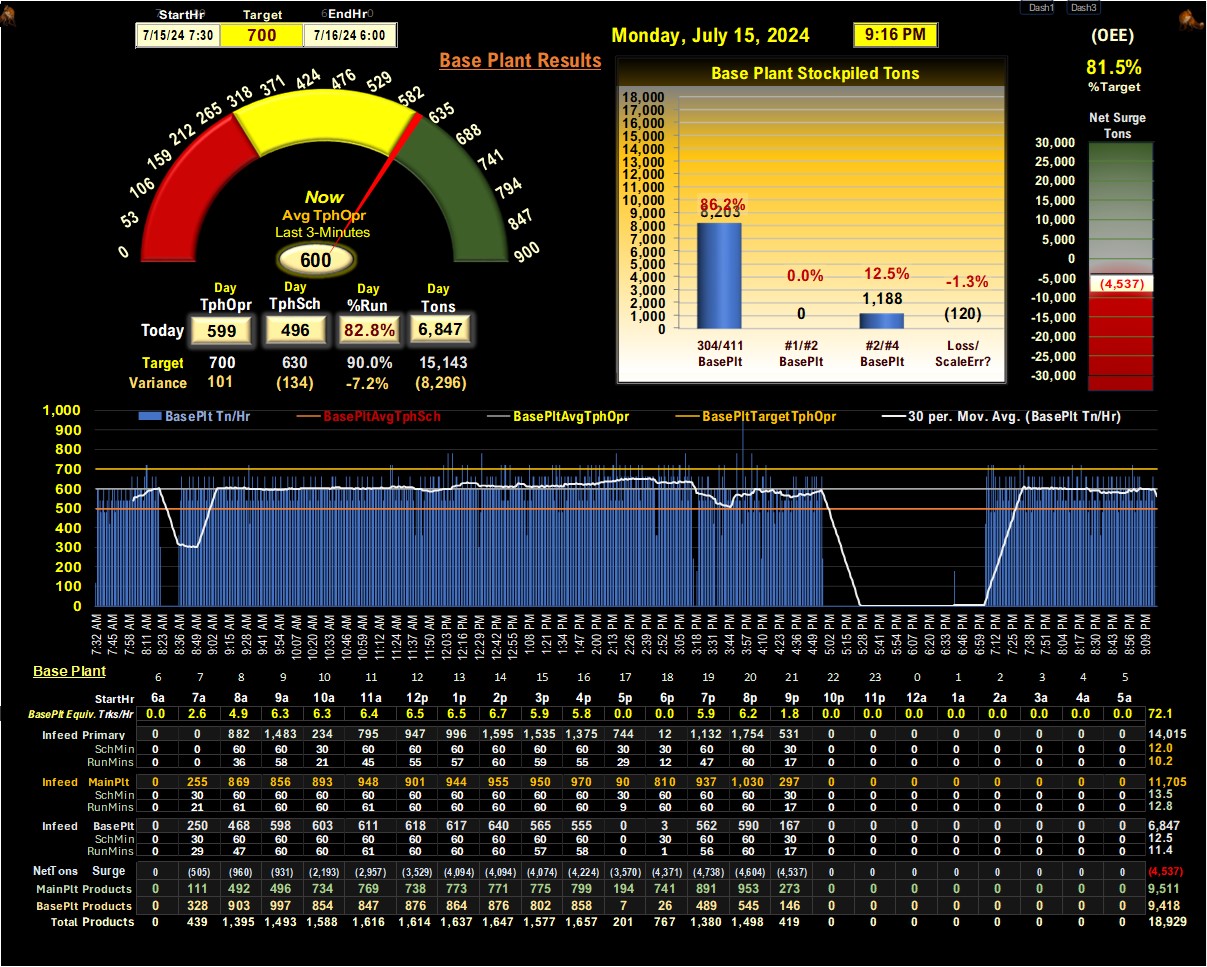 Dash1 Dash3
StartHr Target EndHr
7/15/24 7:30 700 7/16/24 6:00
Monday, July 15, 2024 9:16 PM
(OEE)
81.5%
%Target
Base Plant Results
Base Plant Stockpiled Tons
Net Surge
Tons
0 53 106 159 212 265 318 371 424 476 529 582 635 688 741 794 847 900
Now
Avg TphOpr
Last 3-Minutes
600
18,000
17,000
16,000
15,000
14,000
13,000
12,000
11,000
10,000
9,000
8,000
7,000
6,000
5,000
4,000
3,000
2,000
1,000
0
86.2% 0.0% 12.5% -1.3%
8,203 0 1,188 (120)
304/411 #1/#2 #2/#4 Loss/
BasePlt BasePlt BasePlt ScaleErr?
30,000
25,000
20,000
15,000
10,000
5,000
0
-5,000
-10,000
-15,000
-20,000
-25,000
-30,000
(4,537)
Day Day Day Day
TphOpr TphSch %Run Tons
Today 599 496 82.8% 6,847
Target 700 630 90.0% 15,143
Variance 101 (134) -7.2% (8,296)
BasePlt Tn/Hr BasePltAvgTphSch BasePltAvgTphOpr BasePltTargetTphOpr 30 per. Mov. Avg. (BasePlt Tn/Hr)
1,000
900
800
700
600
500
400
300
200
100
0
7:32 AM 7:45 AM 7:58 AM 8:11 AM 8:23 AM 8:36 AM 8:49 AM 9:02 AM 9:15 AM 9:28 AM 9:41 AM 9:54 AM 10:07 AM 10:20 AM 10:33 AM 10:46 AM 10:59 AM 11:12 AM 11:24 AM 11:37 AM 11:50 AM 12:03 PM 12:16 PM 12:29 PM 12:42 PM 12:55 PM 1:08 PM 1:21 PM 1:34 PM 1:47 PM 2:00 PM 2:13 PM 2:26 PM 2:39 PM 2:52 PM 3:05 PM 3:18 PM 3:31 PM 3:44 PM 3:57 PM 4:10 PM 4:23 PM 4:36 PM 4:49 PM 5:02 PM 5:15 PM 5:28 PM 5:41 PM 5:54 PM 6:07 PM 6:20 PM 6:33 PM 6:46 PM 6:59 PM 7:12 PM 7:25 PM 7:38 PM 7:51 PM 8:04 PM 8:17 PM 8:30 PM 8:43 PM 8:56 PM 9:09 PM
Base Plant 6 7 8 9 10 11 12 13 14 15 16 17 18 19 20 21 22 23 0 1 2 3 4 5
StartHr 6a 7a 8a 9a 10a 11a 12p 1p 2p 3p 4p 5p 6p 7p 8p 9p 10p 11p 12a 1a 2a 3a 4a 5a
BasePlt Equiv. Trks/Hr 0.0 2.6 4.9 6.3 6.3 6.4 6.5 6.5 6.7 5.9 5.8 0.0 0.0 5.9 6.2 1.8 0.0 0.0 0.0 0.0 0.0 0.0 0.0 0.0 72.1
Infeed Primary 0 0 882 1,483 234 795 947 996 1,595 1,535 1,375 744 12 1,132 1,754 531 0 0 0 0 0 0 0 0 14,015
SchMin 0 0 60 60 30 60 60 60 60 60 60 30 30 60 60 30 0 0 0 0 0 0 0 0 12.0
RunMins 0 0 36 58 21 45 55 57 60 59 55 29 12 47 60 17 0 0 0 0 0 0 0 0 10.2
Infeed MainPlt 0 255 869 856 893 948 901 944 955 950 970 90 810 937 1,030 297 0 0 0 0 0 0 0 0 11,705
SchMin 0 30 60 60 60 60 60 60 60 60 60 30 60 60 60 30 0 0 0 0 0 0 0 0 13.5
RunMins 0 21 61 60 60 61 60 60 60 60 60 9 60 60 60 17 0 0 0 0 0 0 0 0 12.8
Infeed BasePlt 0 250 468 598 603 611 618 617 640 565 555 0 3 562 590 167 0 0 0 0 0 0 0 0 6,847
SchMin 0 30 60 60 60 60 60 60 60 60 60 0 30 60 60 30 0 0 0 0 0 0 0 0 12.5
RunMins 0 29 47 60 60 61 60 60 60 57 58 0 1 56 60 17 0 0 0 0 0 0 0 0 11.4
NetTons Surge 0 (505) (960) (931) (2,193) (2,957) (3,529) (4,094) (4,094) (4,074) (4,224) (3,570) (4,371) (4,738) (4,604) (4,537) 0 0 0 0 0 0 0 0 (4,537)
MainPlt Products 0 111 492 496 734 769 738 773 771 775 799 194 741 891 953 273 0 0 0 0 0 0 0 0 9,511
BasePlt Products 0 328 903 997 854 847 876 864 876 802 858 7 26 489 545 146 0 0 0 0 0 0 0 0 9,418
Total Products 0 439 1,395 1,493 1,588 1,616 1,614 1,637 1,647 1,577 1,657 201 767 1,380 1,498 419 0 0 0 0 0 0 0 0 18,929